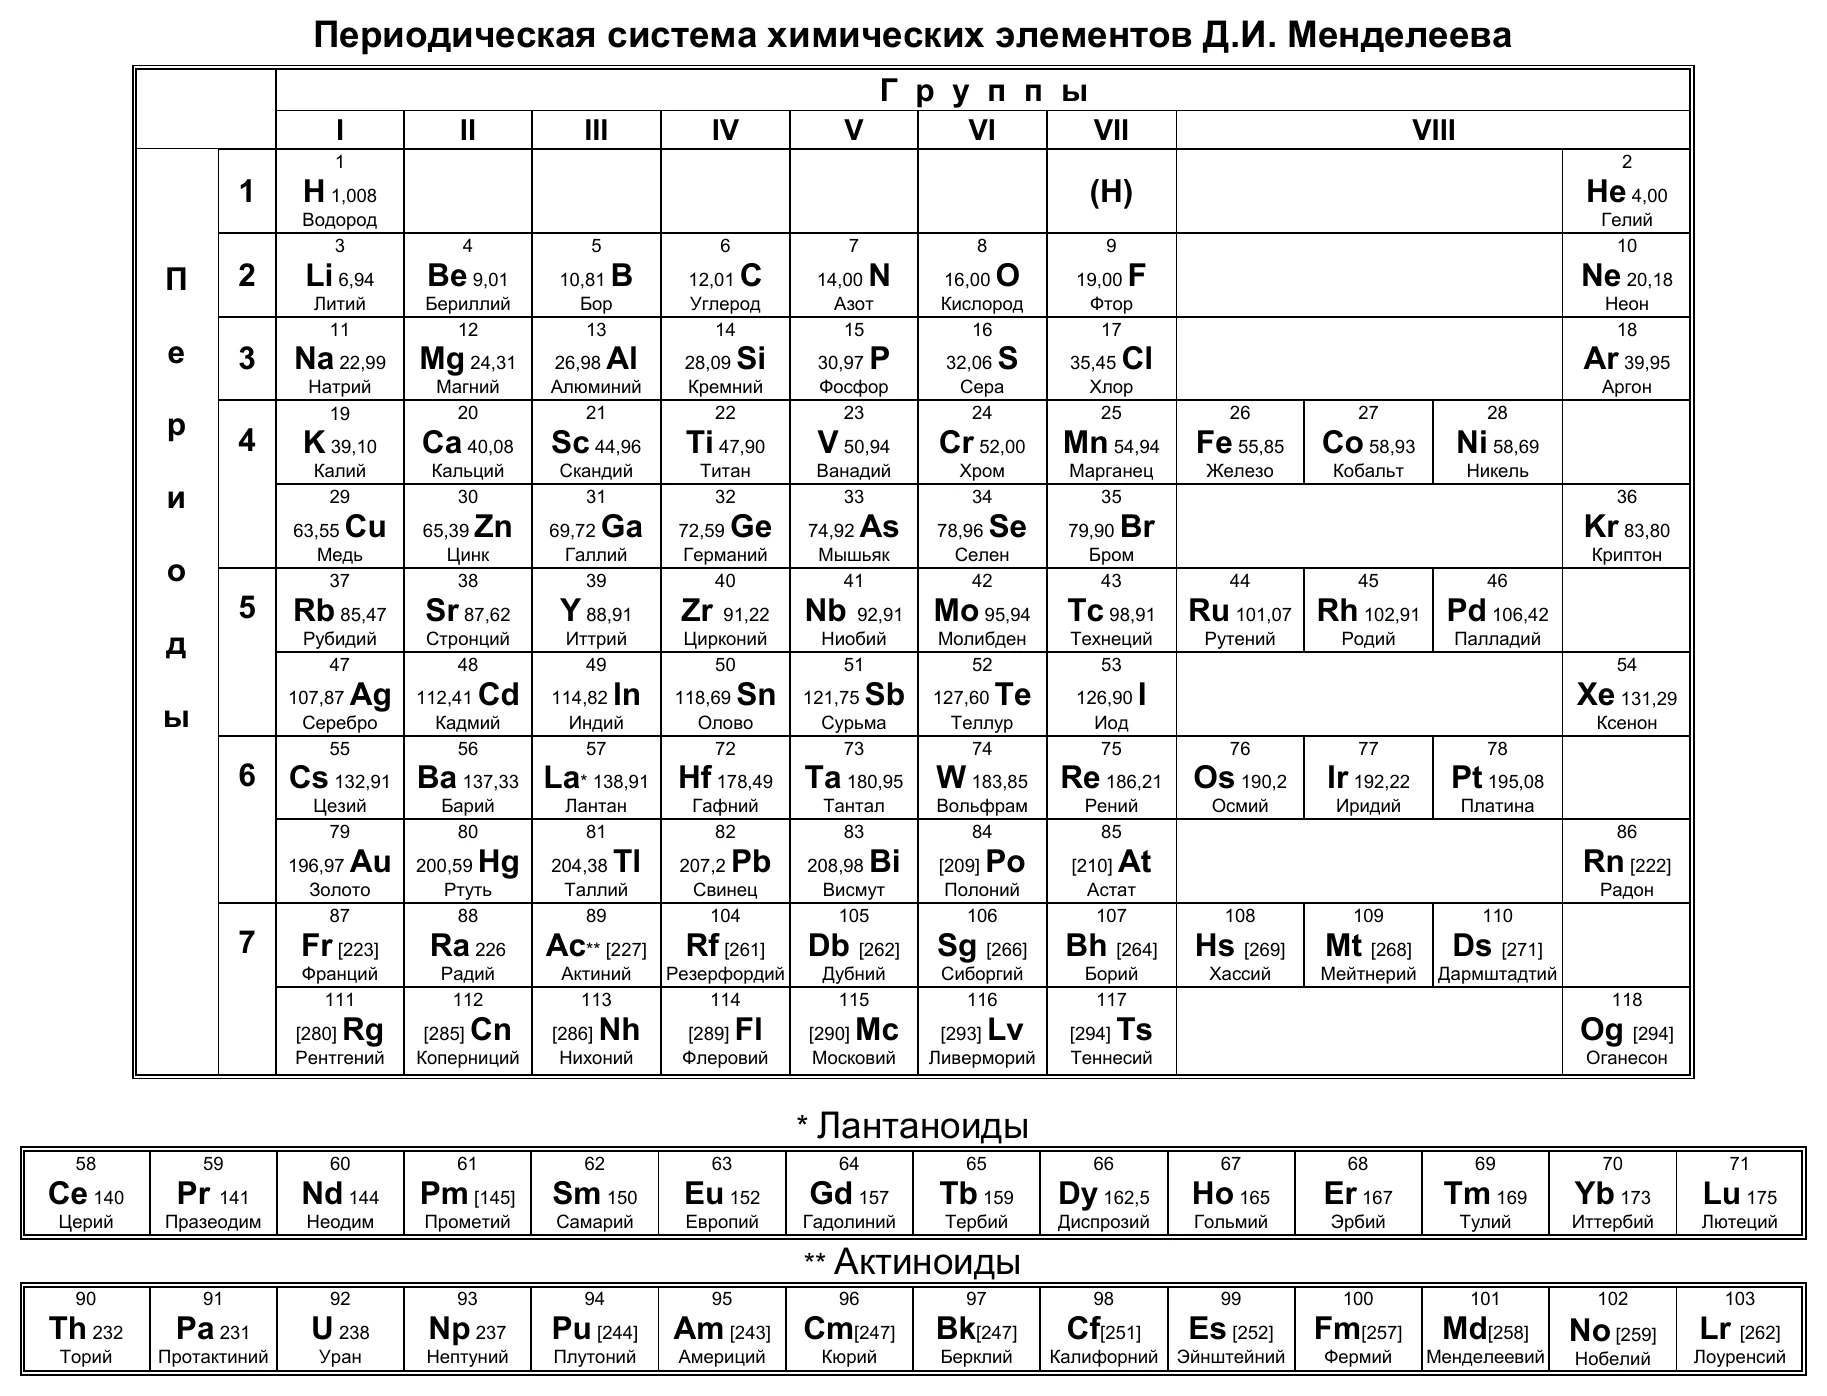 Периодическая система химических элементов Д.И. Менделеева
Группы
I II III IV V VI VII VIII
Периоды
1
1 2
H 1,008 (H) He 4,00
Водород Гелий
2
3 4 5 6 7 8 9 10
Li 6,94 Be 9,01 10,81 B 12,01 C 14,00 N 16,00 O 19,00 F Ne 20,18
Литий Бериллий Бор Углерод Азот Кислород Фтор Неон
3
11 12 13 14 15 16 17 18
Na 22,99 Mg 24,31 26,98 Al 28,09 Si 30,97 P 32,06 S 35,45 Cl Ar 39,95
Натрий Магний Алюминий Кремний Фосфор Сера Хлор Аргон
4
19 20 21 22 23 24 25 26 27 28
K 39,10 Ca 40,08 Sc 44,96 Ti 47,90 V 50,94 Cr 52,00 Mn 54,94 Fe 55,85 Co 58,93 Ni 58,69
Калий Кальций Скандий Титан Ванадий Хром Марганец Железо Кобальт Никель
29 30 31 32 33 34 35 36
63,55 Cu 65,39 Zn 69,72 Ga 72,59 Ge 74,92 As 78,96 Se 79,90 Br Kr 83,80
Медь Цинк Галлий Германий Мышьяк Селен Бром Криптон
5
37 38 39 40 41 42 43 44 45 46
Rb 85,47 Sr 87,62 Y 88,91 Zr 91,22 Nb 92,91 Mo 95,94 Tc 98,91 Ru 101,07 Rh 102,91 Pd 106,42
Рубидий Стронций Иттрий Цирконий Ниобий Молибден Технеций Рутений Родий Палладий
47 48 49 50 51 52 53 54
107,87 Ag 112,41 Cd 114,82 In 118,69 Sn 121,75 Sb 127,60 Te 126,90 I Xe 131,29
Серебро Кадмий Индий Олово Сурьма Теллур Иод Ксенон
6
55 56 57 72 73 74 75 76 77 78
Cs 132,91 Ba 137,33 La* 138,91 Hf 178,49 Ta 180,95 W 183,85 Re 186,21 Os 190,2 Ir 192,22 Pt 195,08
Цезий Барий Лантан Гафний Тантал Вольфрам Рений Осмий Иридий Платина
79 80 81 82 83 84 85 86
196,97 Au 200,59 Hg 204,38 Tl 207,2 Pb 208,98 Bi [209] Po [210] At Rn [222]
Золото Ртуть Таллий Свинец Висмут Полоний Астат Радон
7
87 88 89 104 105 106 107 108 109 110
Fr [223] Ra 226 Ac** [227] Rf [261] Db [262] Sg [266] Bh [264] Hs [269] Mt [268] Ds [271]
Франций Радий Актиний Резерфордий Дубний Сиборгий Борий Хассий Мейтнерий Дармштадтий
111 112 113 114 115 116 117 118
[280] Rg [285] Cn [286] Nh [289] Fl [290] Mc [293] Lv [294] Ts Og [294]
Рентгений Коперниций Нихоний Флеровий Московий Ливерморий Теннесий Оганесон
* Лантаноиды
58 59 60 61 62 63 64 65 66 67 68 69 70 71
Ce 140 Pr 141 Nd 144 Pm [145] Sm 150 Eu 152 Gd 157 Tb 159 Dy 162,5 Ho 165 Er 167 Tm 169 Yb 173 Lu 175
Церий Празеодим Неодим Прометий Самарий Европий Гадолиний Тербий Диспрозий Гольмий Эрбий Тулий Иттербий Лютеций
** Актиноиды
90 91 92 93 94 95 96 97 98 99 100 101 102 103
Th 232 Pa 231 U 238 Np 237 Pu [244] Am [243] Cm[247] Bk[247] Cf[251] Es [252] Fm[257] Md[258] No [259] Lr [262]
Торий Протактиний Уран Нептуний Плутоний Америций Кюрий Берклий Калифорний Эйнштейний Фермий Менделеевий Нобелий Лоуренсий